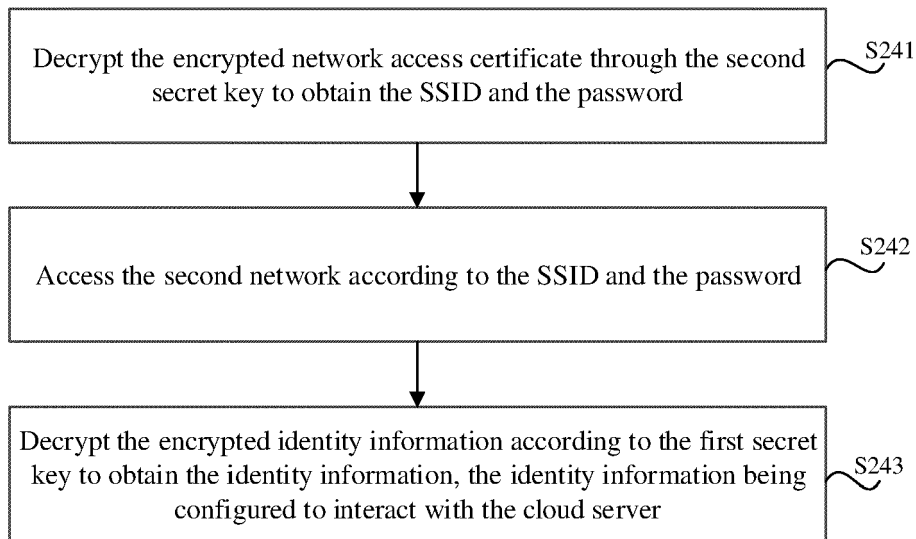 Decrypt the encrypted network access certificate through the second
secret key to obtain the SSID and the password
S241
Access the second network according to the SSID and the password
S242
Decrypt the encrypted identity information according to the first secret
key to obtain the identity information, the identity information being
configured to interact with the cloud server
S243